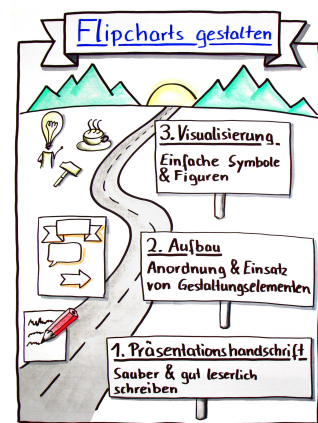 Flipcharts gestalten
3. Visualisierung
Einfache Symbole
& Figuren
2. Aufbau
Anordnung & Einsatz
von Gestaltungselementen
1. Präsentationshandschrift
Sauber & gut leserlich
schreiben